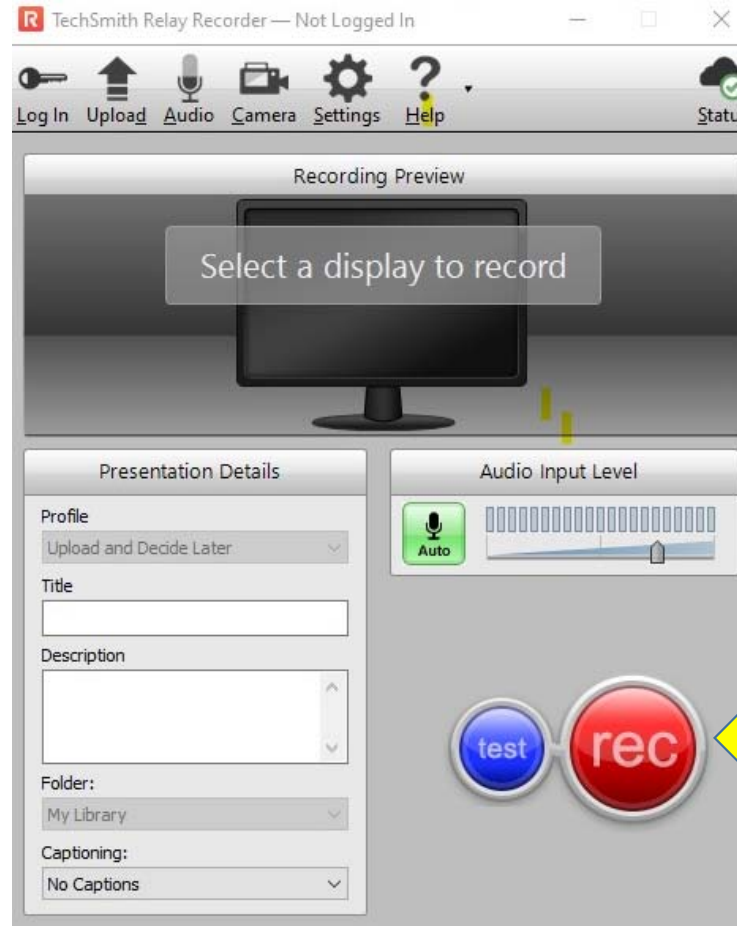 R TechSmith Relay Recorder — Not Logged In
Log In Upload Audio Camera Settings Help Statu
Recording Preview
Select a display to record
Presentation Details
Audio Input Level
Profile
Upload and Decide Later
Auto
Title
Description
test rec
Folder:
My Library
Captioning:
No Captions